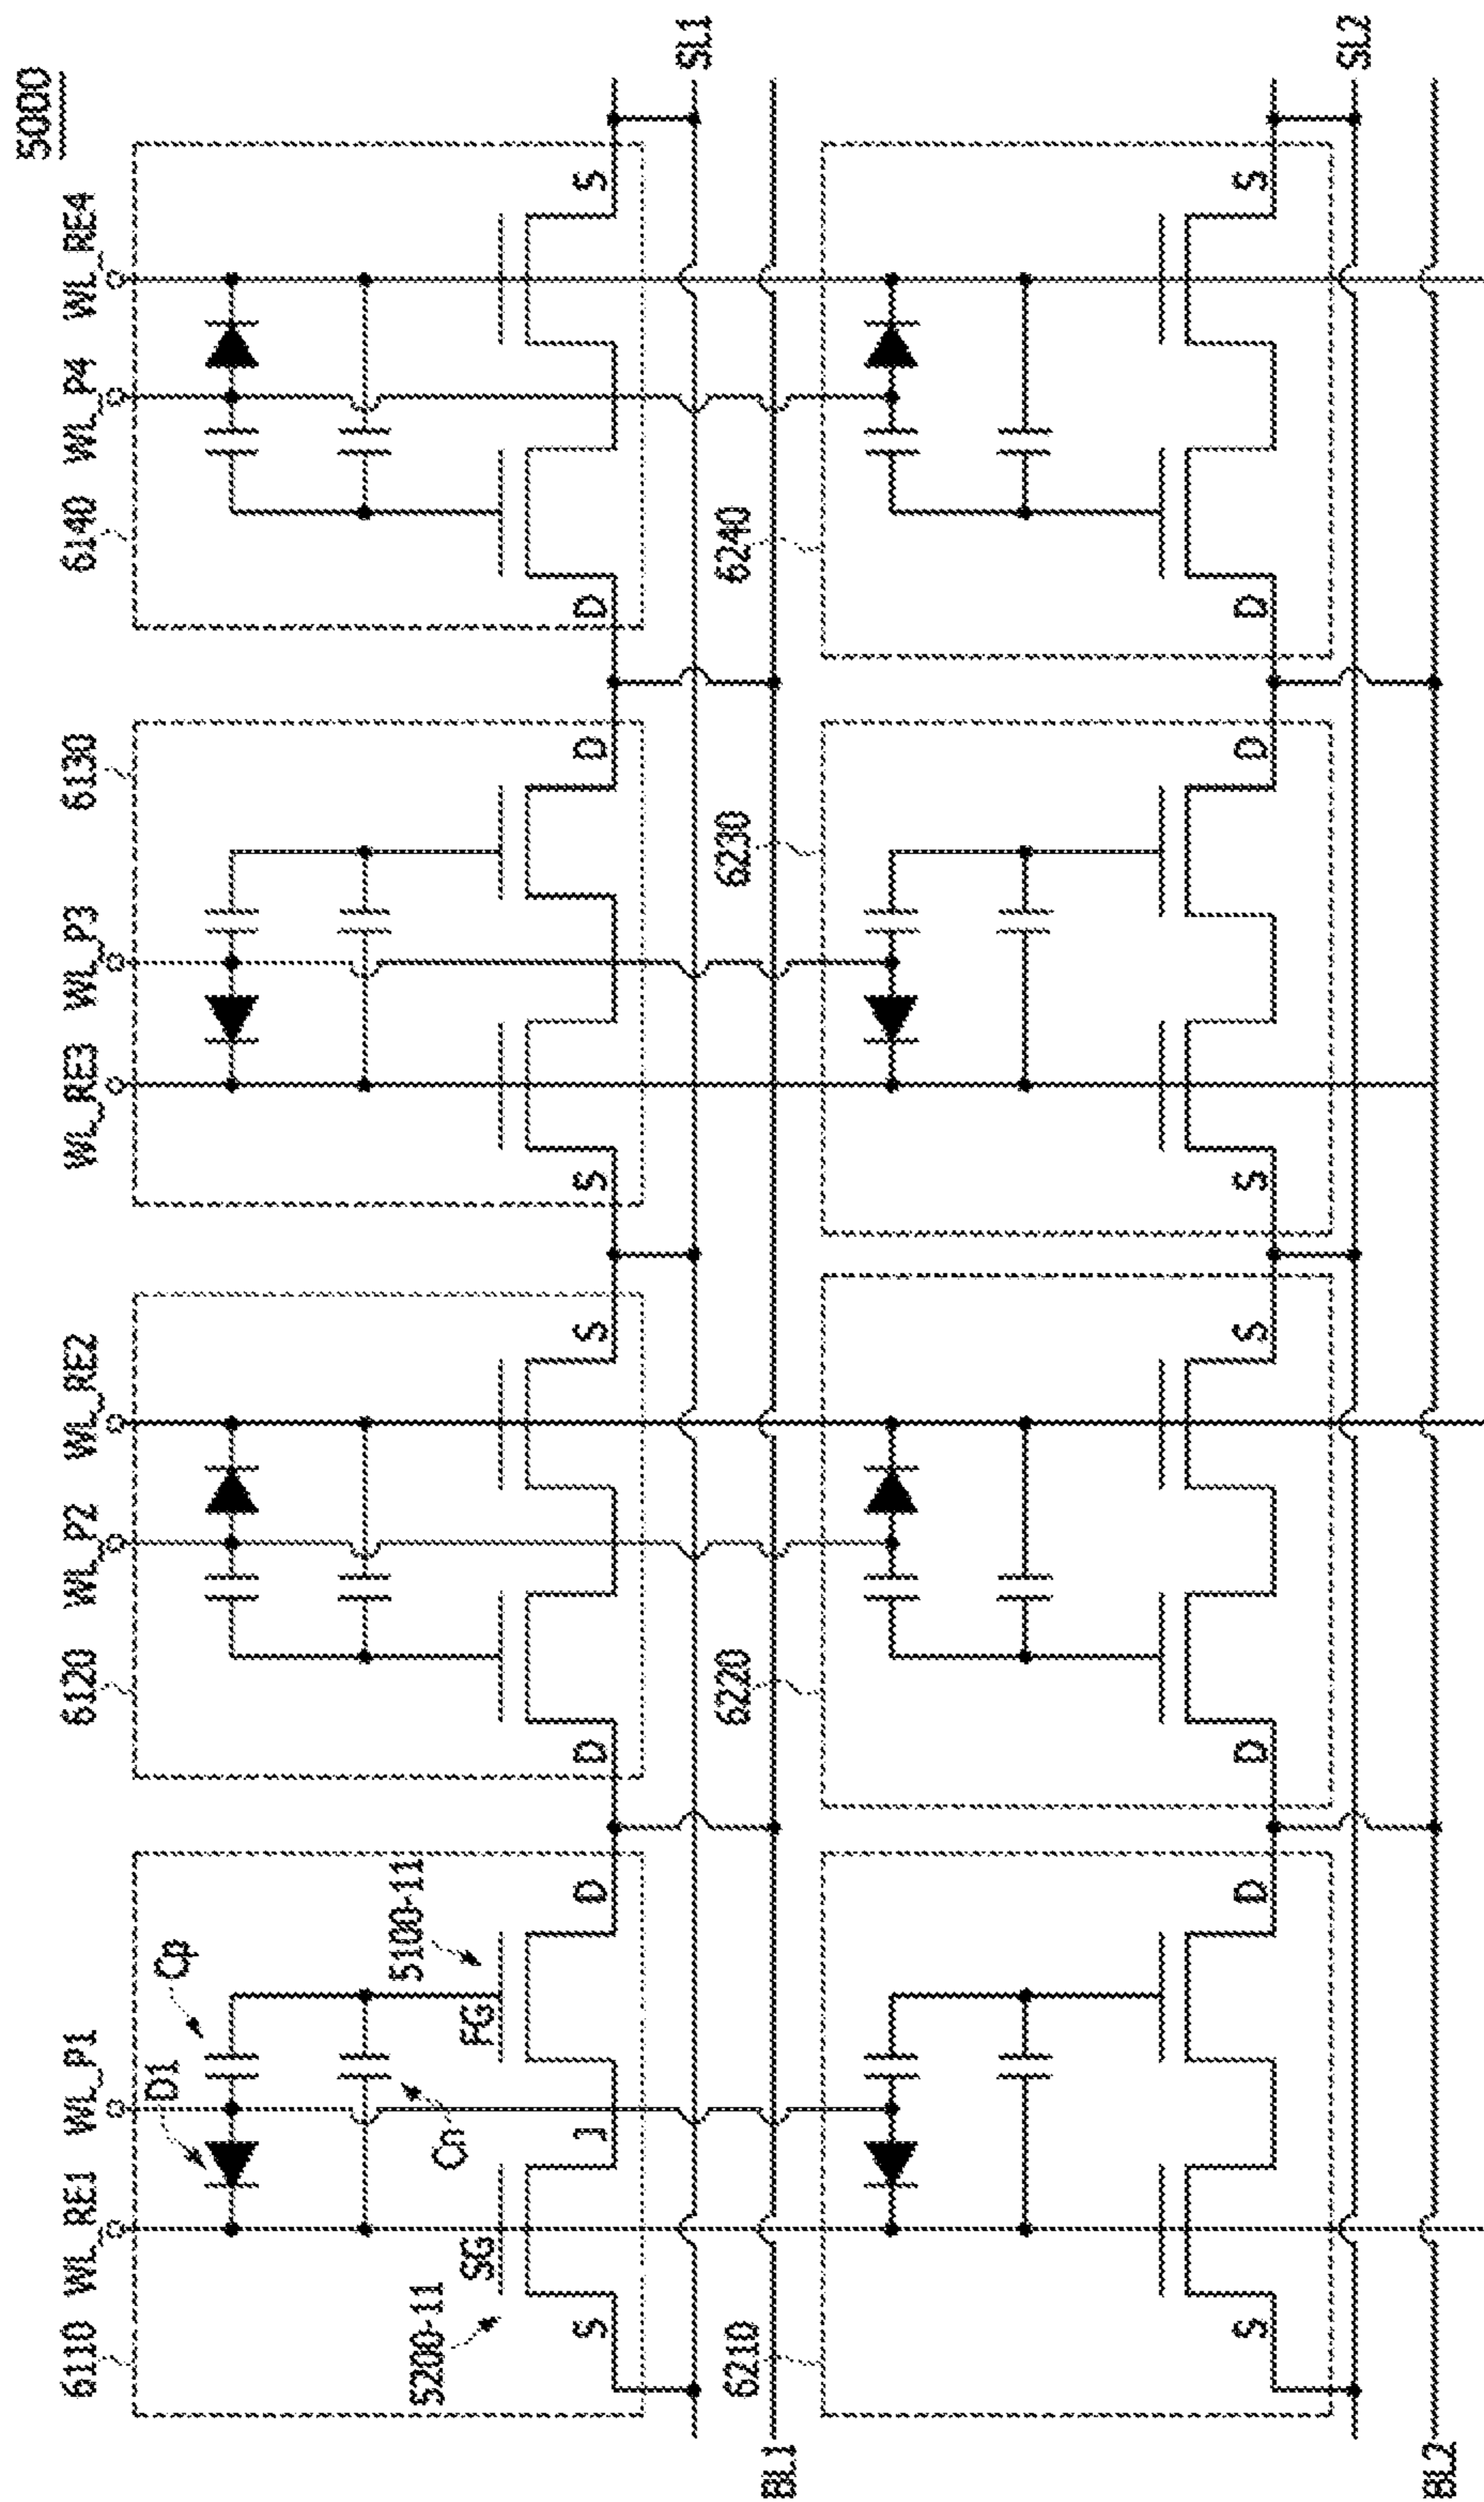 5000
6110 WL_RE1 WL_P1 6120 WL_P2 WL_RE2 WL_RE3 WL_P3 6130 6140 WL_P4 WL_RE4
D1 Cp
Cn
5200-11 SG FG 5100-11
S J D D S S D D S
SL1
BL1
6210 6220 6230 6240
S D D S S D D S
SL2
BL2